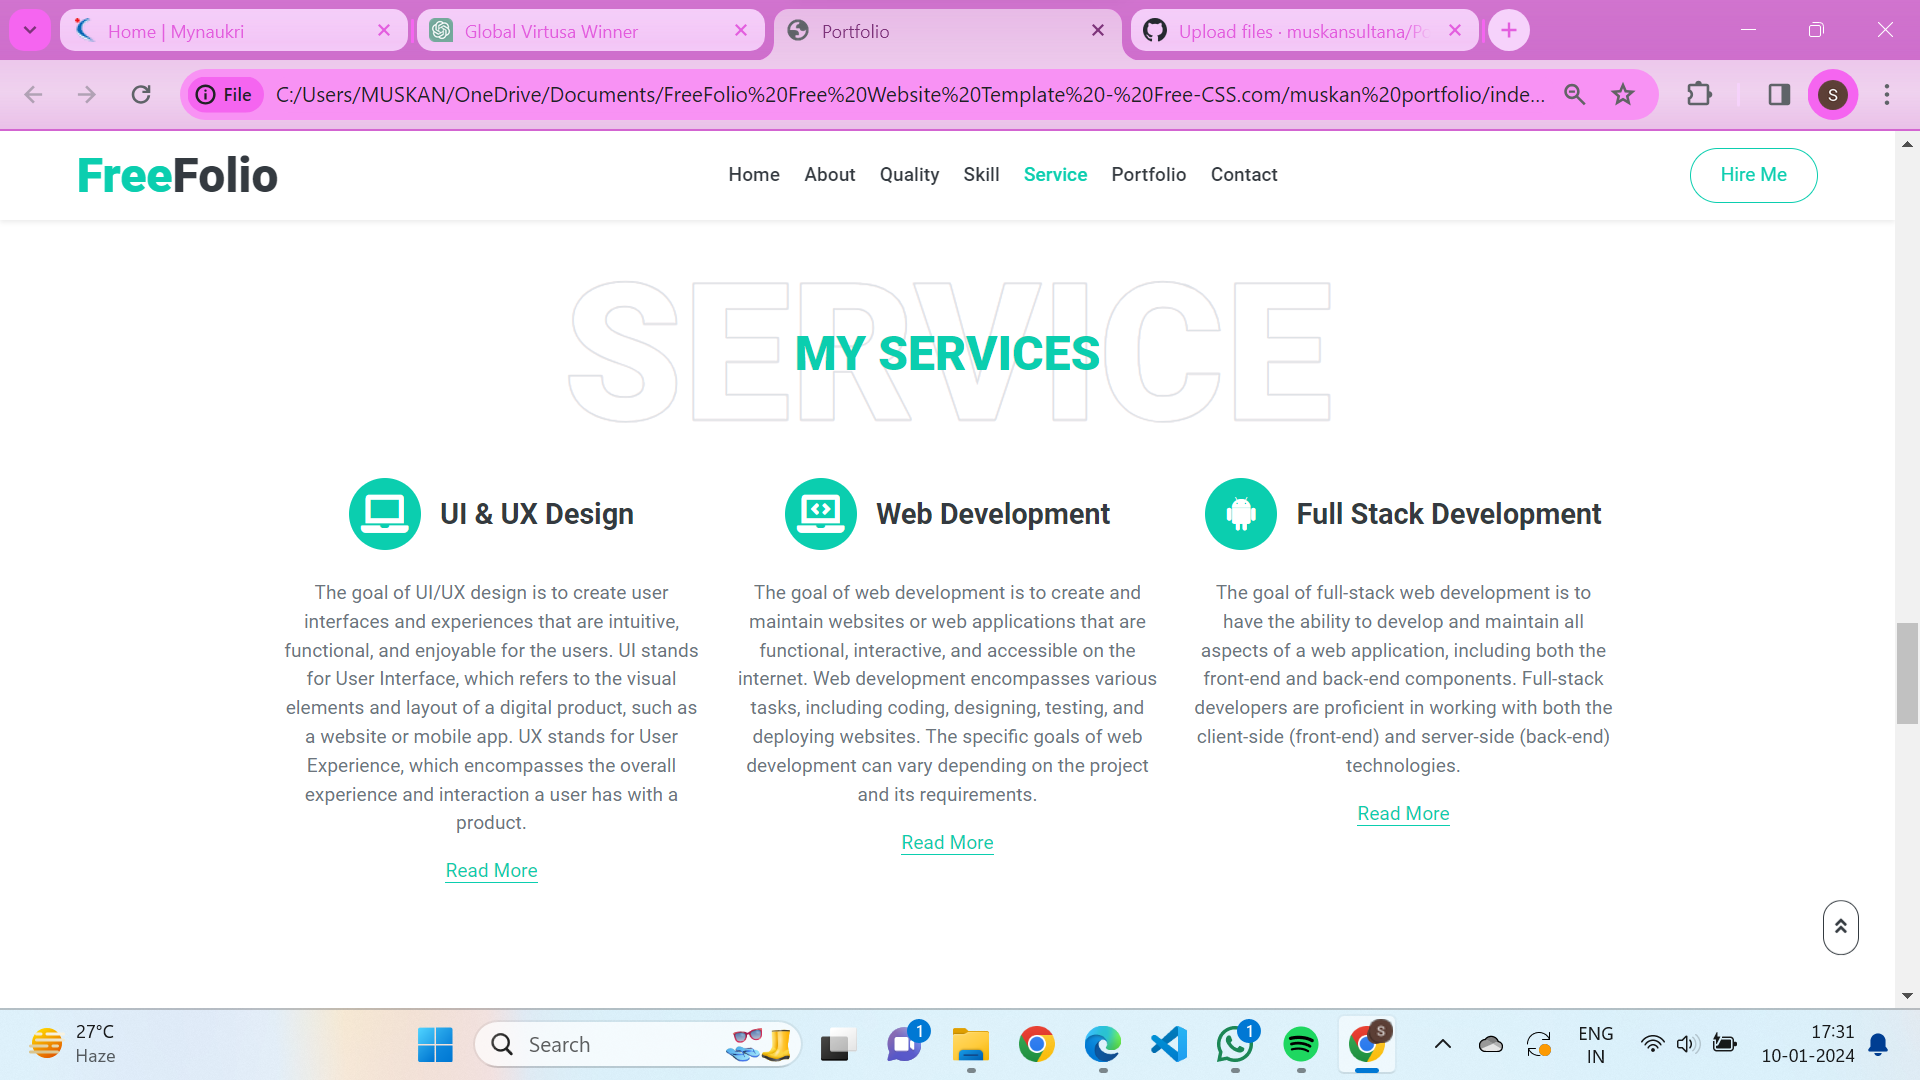 Home | Mynaukri
Global Virtusa Winner
Portfolio
Upload files · muskansultana/Po
File
C:/Users/MUSKAN/OneDrive/Documents/FreeFolio%20Free%20Website%20Template%20-%20Free-CSS.com/muskan%20portfolio/inde...
S
FreeFolio
Home
About
Quality
Skill
Service
Portfolio
Contact
Hire Me
SERVICE
MY SERVICES
UI & UX Design
The goal of UI/UX design is to create user
interfaces and experiences that are intuitive,
functional, and enjoyable for the users. UI stands
for User Interface, which refers to the visual
elements and layout of a digital product, such as
a website or mobile app. UX stands for User
Experience, which encompasses the overall
experience and interaction a user has with a
product.
Read More
Web Development
The goal of web development is to create and
maintain websites or web applications that are
functional, interactive, and accessible on the
internet. Web development encompasses various
tasks, including coding, designing, testing, and
deploying websites. The specific goals of web
development can vary depending on the project
and its requirements.
Read More
Full Stack Development
The goal of full-stack web development is to
have the ability to develop and maintain all
aspects of a web application, including both the
front-end and back-end components. Full-stack
developers are proficient in working with both the
client-side (front-end) and server-side (back-end)
technologies.
Read More
27°C
Haze
Search
1
1
S
ENG
IN
17:31
10-01-2024